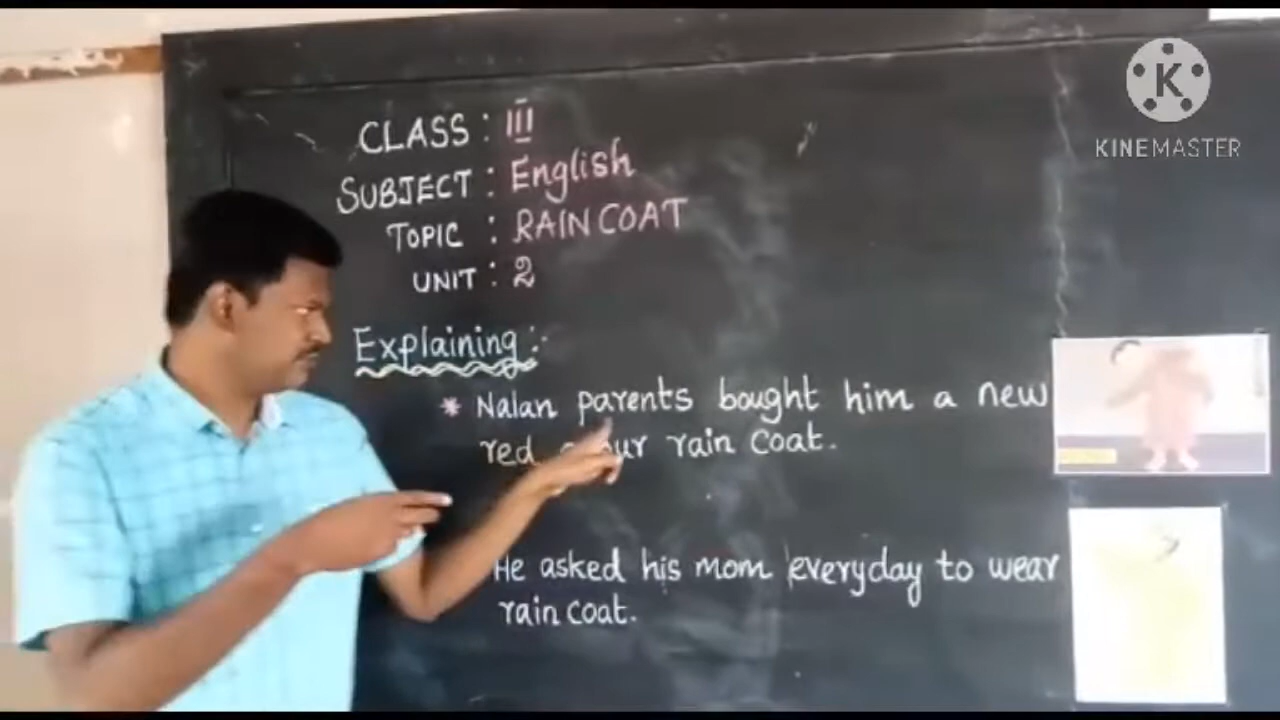 CLASS : III
SUBJECT : English
TOPIC : RAIN COAT
UNIT : 2
Explaining :-
* Nalan parents bought him a new
red rain coat.
He asked his mom everyday to wear
rain coat.
K
KINEMASTER